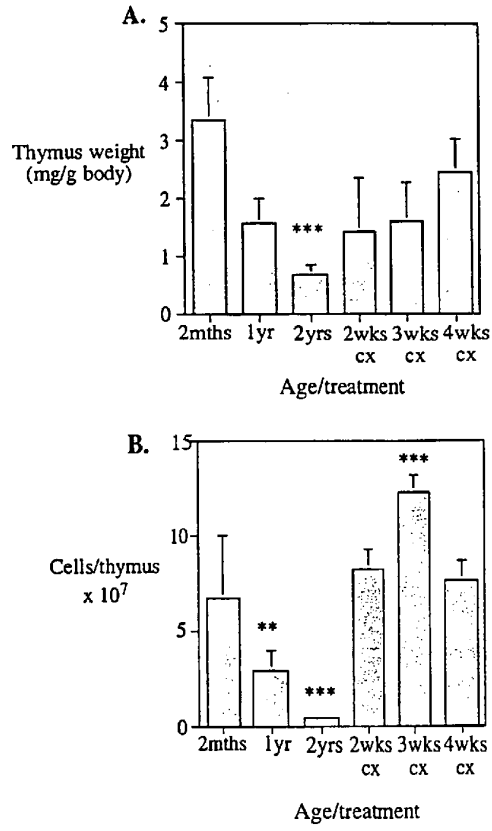 A.
5
4
3
2
1
0
Thymus weight
(mg/g body)
***
2mths 1yr 2yrs 2wks 3wks 4wks
cx cx cx
Age/treatment
B.
15
10
5
0
Cells/thymus
x 10⁷
**
***
***
2mths 1yr 2yrs 2wks 3wks 4wks
cx cx cx
Age/treatment